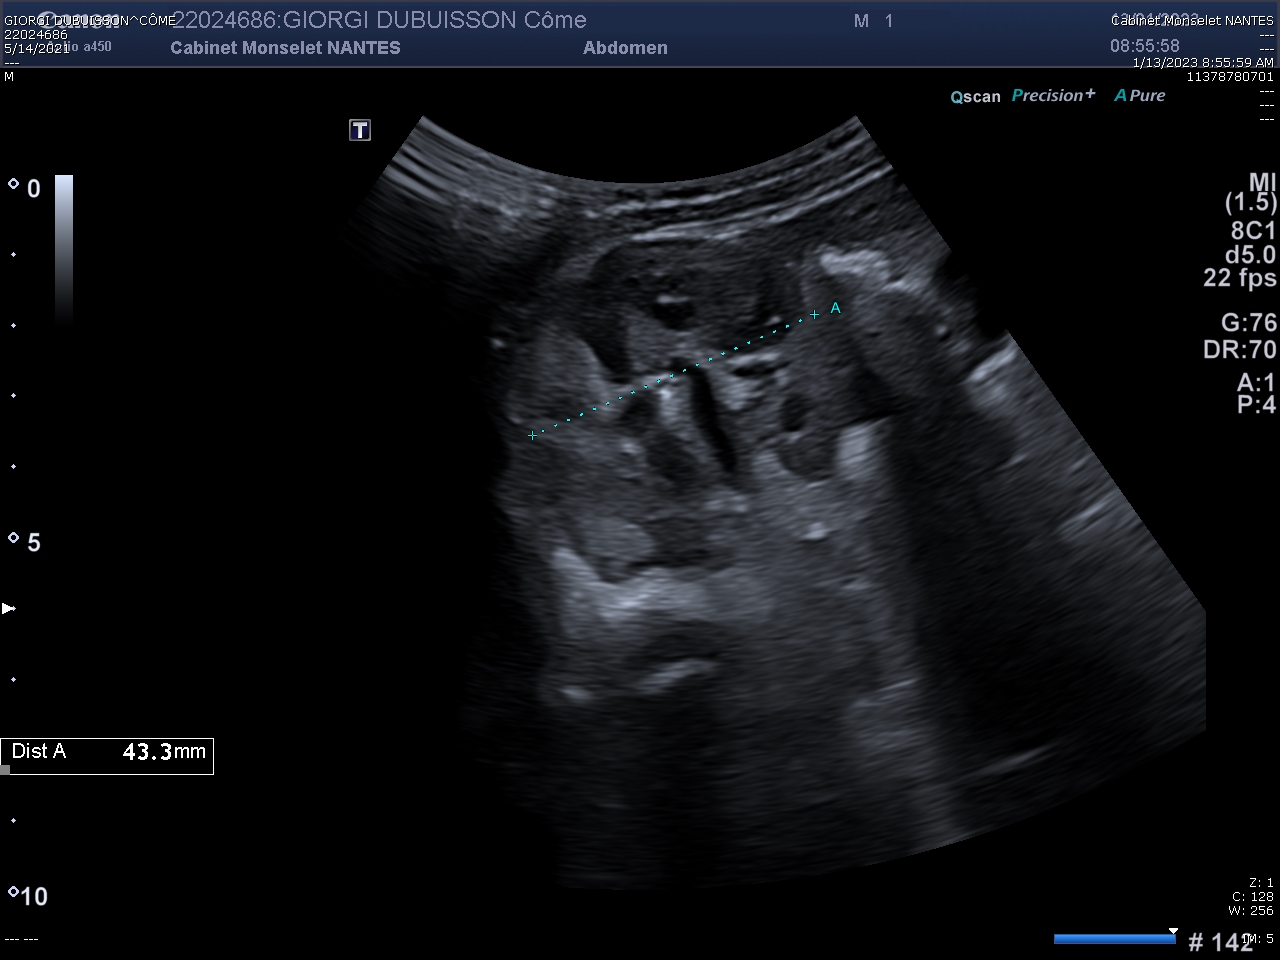 22024686:GIORGI DUBUISSON Côme M 1
GIORGI DUBUISSON^CÔME
22024686
5/14/2021
a450
Cabinet Monselet NANTES
Abdomen
Cabinet Monselet NANTES
---
08:55:58
---
1/13/2023 8:55:59 AM
---
M
11378780701
---
---
---
Qscan Precision+ A Pure
T
0
MI
(1.5)
8C1
d5.0
22 fps
G:76
DR:70
A:1
P:4
A
5
Dist A 43.3mm
10
Z: 1
C: 128
W: 256
--- ---
# 142
IM: 5